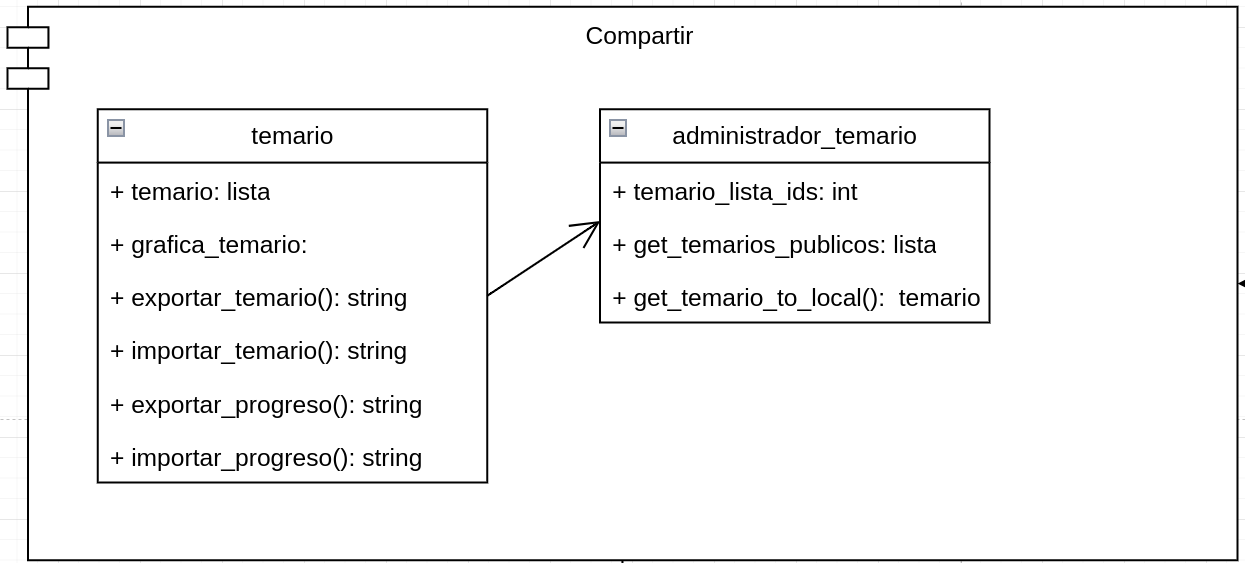 Compartir
temario
+ temario: lista
+ grafica_temario:
+ exportar_temario(): string
+ importar_temario(): string
+ exportar_progreso(): string
+ importar_progreso(): string
administrador_temario
+ temario_lista_ids: int
+ get_temarios_publicos: lista
+ get_temario_to_local():  temario